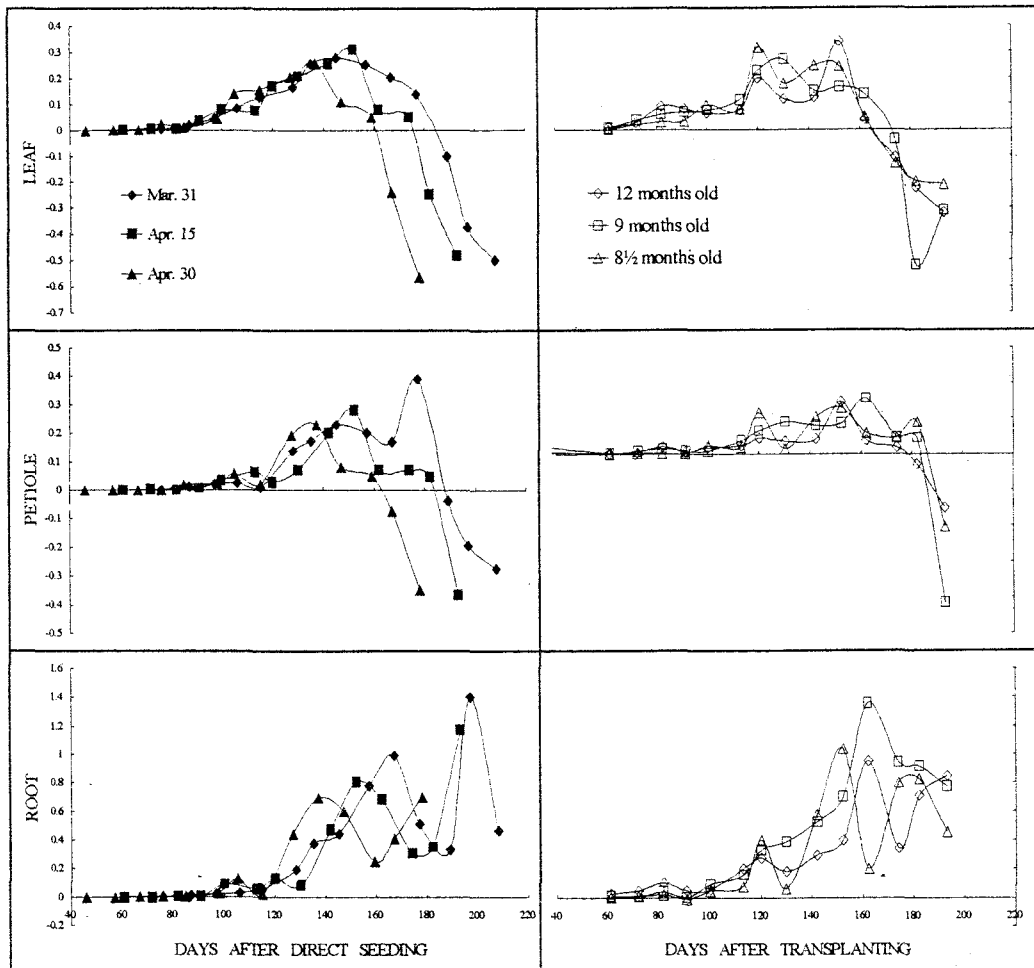 0.4
0.3
0.2
0.1
0
-0.1
-0.2
-0.3
-0.4
-0.5
-0.6
-0.7
LEAF
Mar. 31
Apr. 15
Apr. 30
12 months old
9 months old
8½ months old
0.5
0.4
0.3
0.2
0.1
0
-0.1
-0.2
-0.3
-0.4
-0.5
PETIOLE
1.6
1.4
1.2
1
0.8
0.6
0.4
0.2
0
0.2
ROOT
40 60 80 100 120 140 160 180 200 220
40 60 80 100 120 140 160 180 200 220
DAYS AFTER DIRECT SEEDING
DAYS AFTER TRANSPLANTING